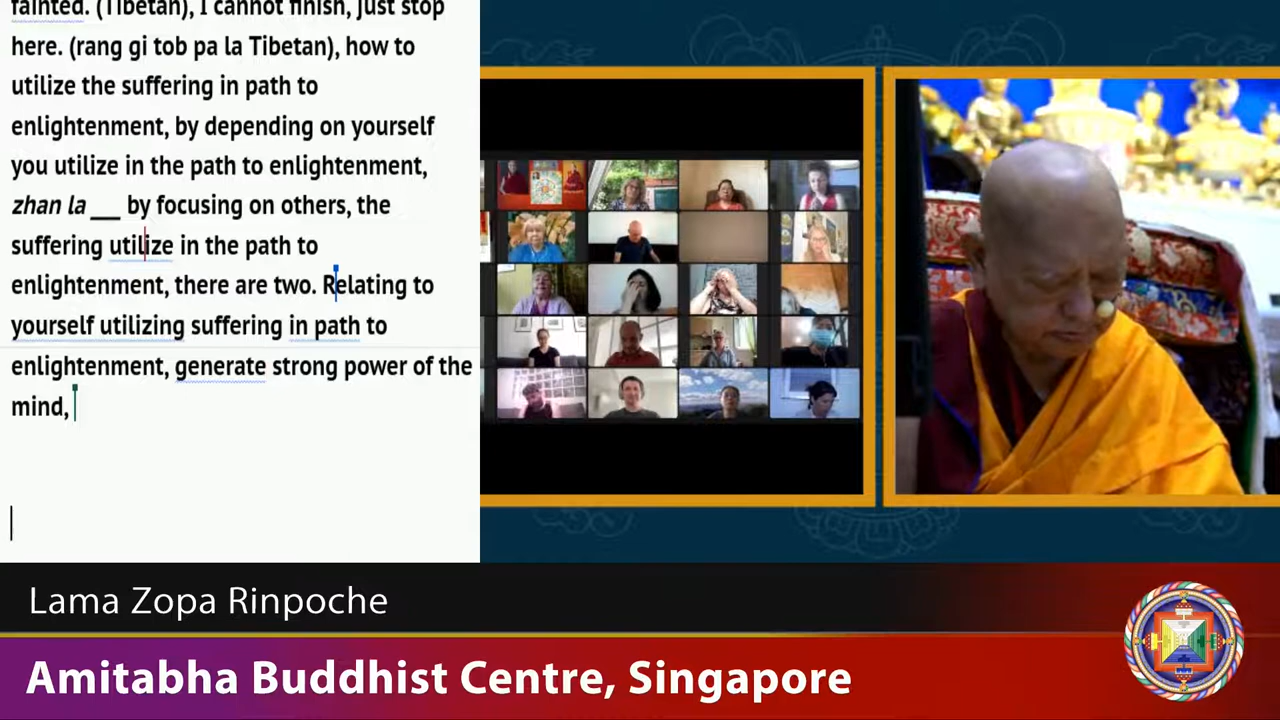 fainted. (Tibetan), I cannot finish, just stop
here. (rang gi tob pa la Tibetan), how to
utilize the suffering in path to
enlightenment, by depending on yourself
you utilize in the path to enlightenment,
zhan la ___ by focusing on others, the
suffering utilize in the path to
enlightenment, there are two. Relating to
yourself utilizing suffering in path to
enlightenment, generate strong power of the
mind,
Lama Zopa Rinpoche
Amitabha Buddhist Centre, Singapore